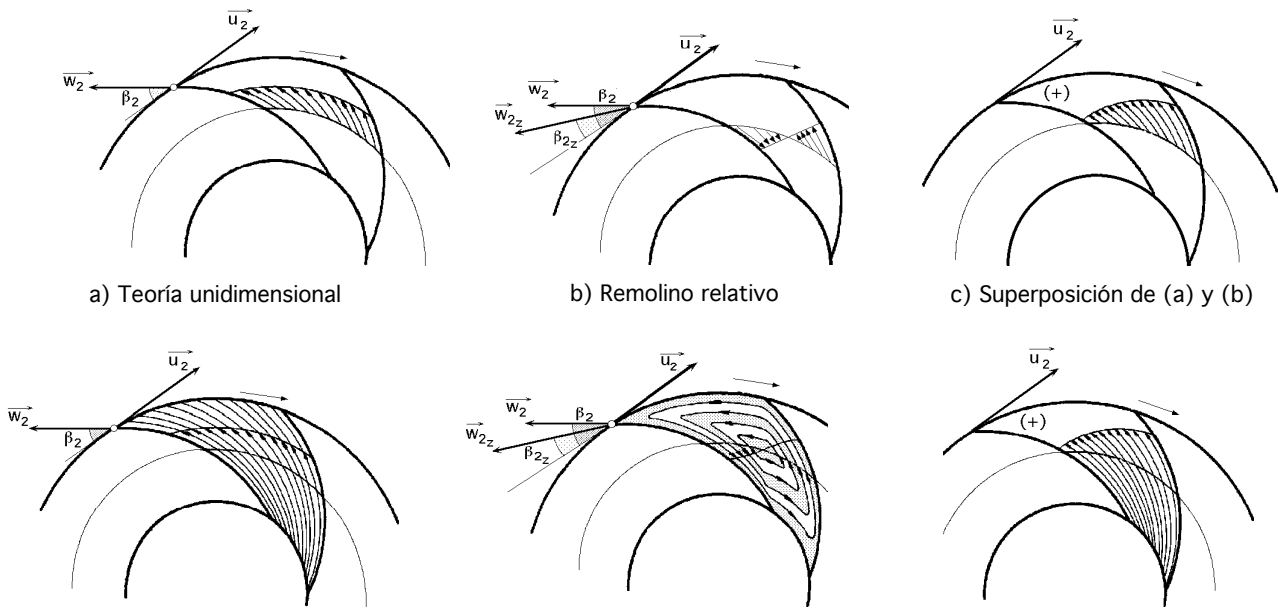 u₂
w₂
β₂
a) Teoría unidimensional
u₂
w₂
β₂
w₂z
β₂z
b) Remolino relativo
u₂
(+)
c) Superposición de (a) y (b)
u₂
w₂
β₂
u₂
w₂
β₂
w₂z
β₂z
u₂
(+)